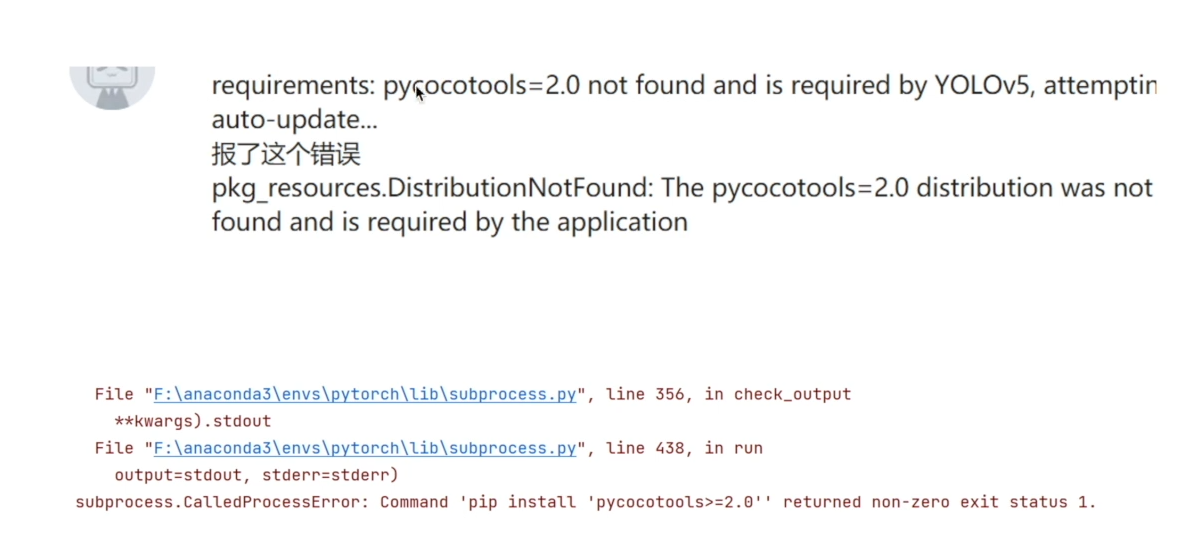 requirements: pycocotools=2.0 not found and is required by YOLOv5, attemptin
auto-update...
报了这个错误
pkg_resources.DistributionNotFound: The pycocotools=2.0 distribution was not
found and is required by the application
File "F:\anaconda3\envs\pytorch\lib\subprocess.py", line 356, in check_output
**kwargs).stdout
File "F:\anaconda3\envs\pytorch\lib\subprocess.py", line 438, in run
output=stdout, stderr=stderr)
subprocess.CalledProcessError: Command 'pip install 'pycocotools>=2.0'' returned non-zero exit status 1.